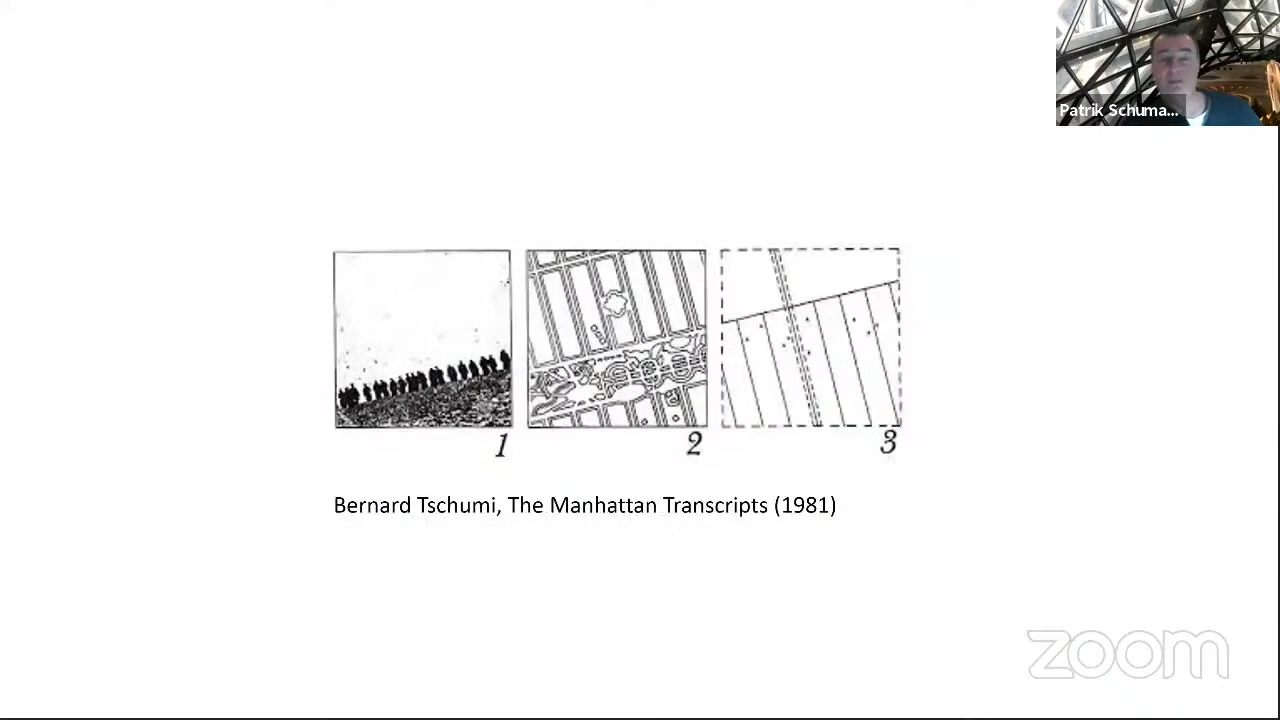 Patrik Schuma...
1
2
3
Bernard Tschumi, The Manhattan Transcripts (1981)
zoom